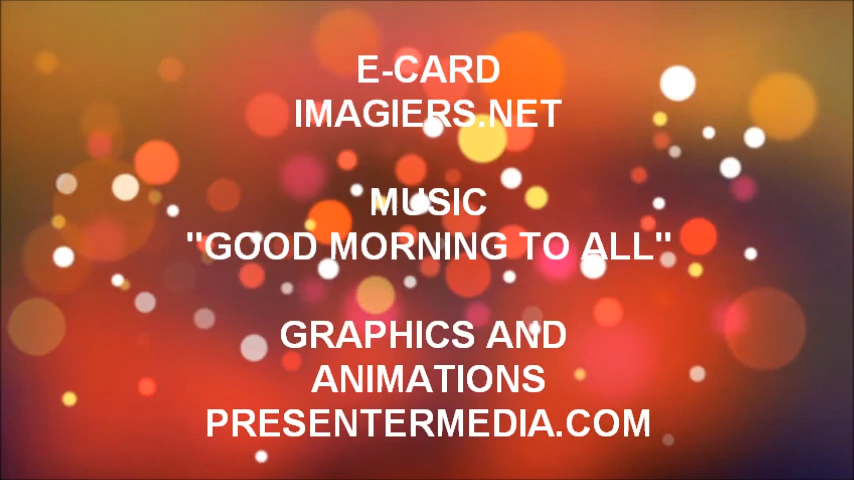 E-CARD
IMAGIERS.NET
MUSIC
"GOOD MORNING TO ALL"
GRAPHICS AND
ANIMATIONS
PRESENTERMEDIA.COM